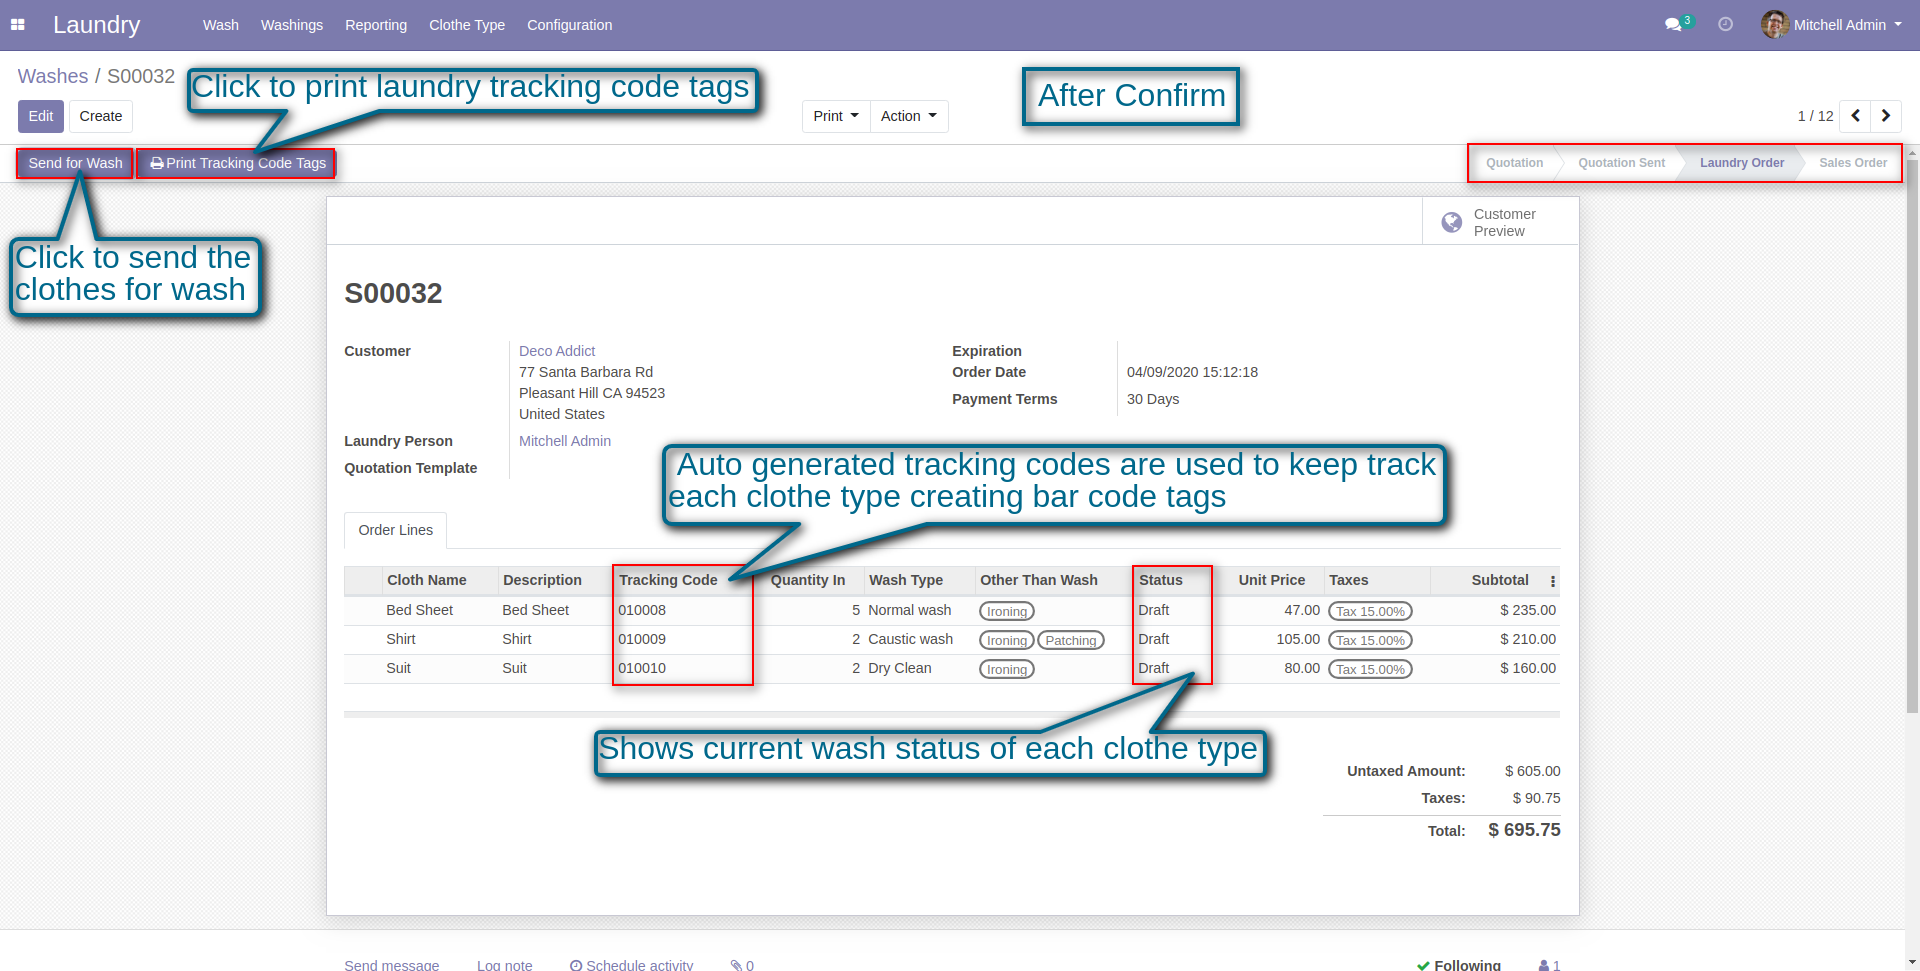 Laundry
Wash
Washings
Reporting
Clothe Type
Configuration
3
Mitchell Admin
Washes / S00032
Click to print laundry tracking code tags
After Confirm
Edit
Create
Print
Action
1 / 12
Send for Wash
Print Tracking Code Tags
Quotation
Quotation Sent
Laundry Order
Sales Order
Customer
Preview
Click to send the
clothes for wash
S00032
Customer
Deco Addict
77 Santa Barbara Rd
Pleasant Hill CA 94523
United States
Laundry Person
Mitchell Admin
Quotation Template
Expiration
Order Date
04/09/2020 15:12:18
Payment Terms
30 Days
Auto generated tracking codes are used to keep track
each clothe type creating bar code tags
Order Lines
Cloth Name Description Tracking Code Quantity In Wash Type Other Than Wash Status Unit Price Taxes Subtotal
Bed Sheet Bed Sheet 010008 5 Normal wash Ironing Draft 47.00 Tax 15.00% $ 235.00
Shirt Shirt 010009 2 Caustic wash Ironing Patching Draft 105.00 Tax 15.00% $ 210.00
Suit Suit 010010 2 Dry Clean Ironing Draft 80.00 Tax 15.00% $ 160.00
Shows current wash status of each clothe type
Untaxed Amount: $ 605.00
Taxes: $ 90.75
Total: $ 695.75
Send message
Log note
Schedule activity
0
Following
1